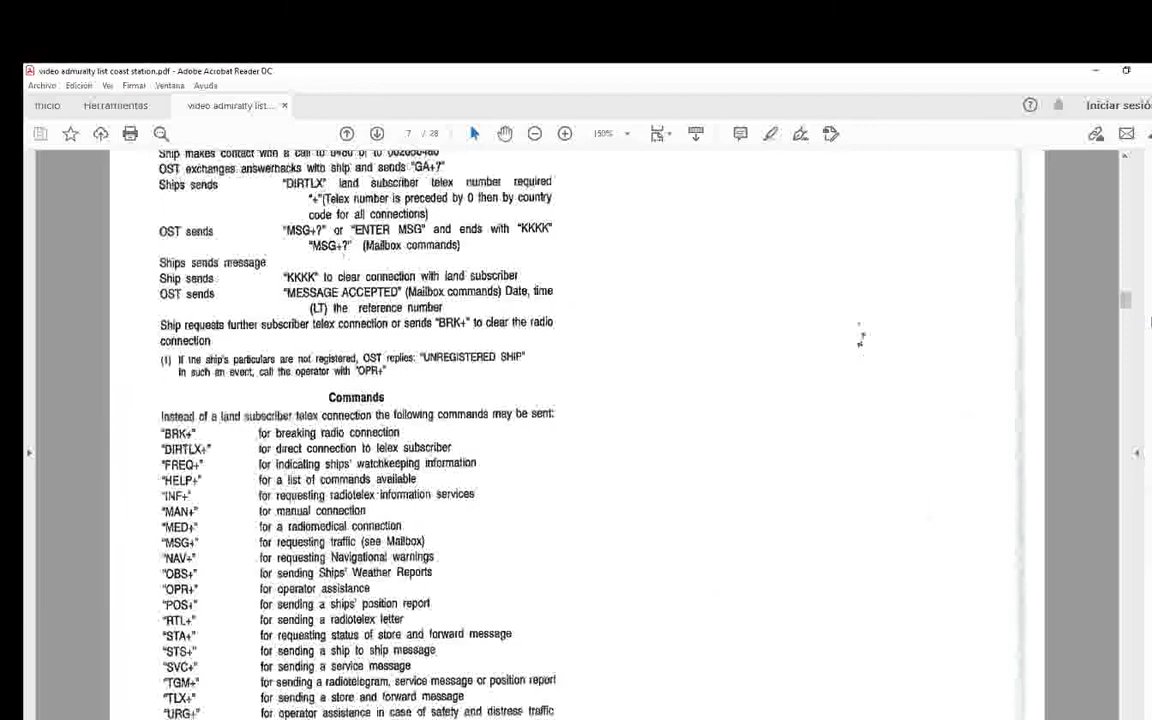 video admiralty list coast station.pdf - Adobe Acrobat Reader DC
Archivo Edición Ver Firmar Ventana Ayuda
Inicio Herramientas video admiralty list... × Iniciar sesió
7 / 28 150%
Ship makes contact with a call to 0480 or to 002050480
OST exchanges answerbacks with ship and sends "GA+?"
Ships sends "DIRTLX" land subscriber telex number required
"+"(Telex number is preceded by 0 then by country
code for all connections)
OST sends "MSG+?" or "ENTER MSG" and ends with "KKKK"
"MSG+?" (Mailbox commands)
Ships sends message
Ship sends "KKKK" to clear connection with land subscriber
OST sends "MESSAGE ACCEPTED" (Mailbox commands) Date, time
(LT) the reference number
Ship requests further subscriber telex connection or sends "BRK+" to clear the radio
connection
(1) If the ship's particulars are not registered, OST replies: "UNREGISTERED SHIP"
In such an event, call the operator with "OPR+"
Commands
Instead of a land subscriber telex connection the following commands may be sent:
"BRK+" for breaking radio connection
"DIRTLX+" for direct connection to telex subscriber
"FREQ+" for indicating ships' watchkeeping information
"HELP+" for a list of commands available
"INF+" for requesting radiotelex information services
"MAN+" for manual connection
"MED+" for a radiomedical connection
"MSG+" for requesting traffic (see Mailbox)
"NAV+" for requesting Navigational warnings
"OBS+" for sending Ships' Weather Reports
"OPR+" for operator assistance
"POS+" for sending a ships' position report
"RTL+" for sending a radiotelex letter
"STA+" for requesting status of store and forward message
"STS+" for sending a ship to ship message
"SVC+" for sending a service message
"TGM+" for sending a radiotelegram, service message or position report
"TLX+" for sending a store and forward message
"URG+" for operator assistance in case of safety and distress traffic